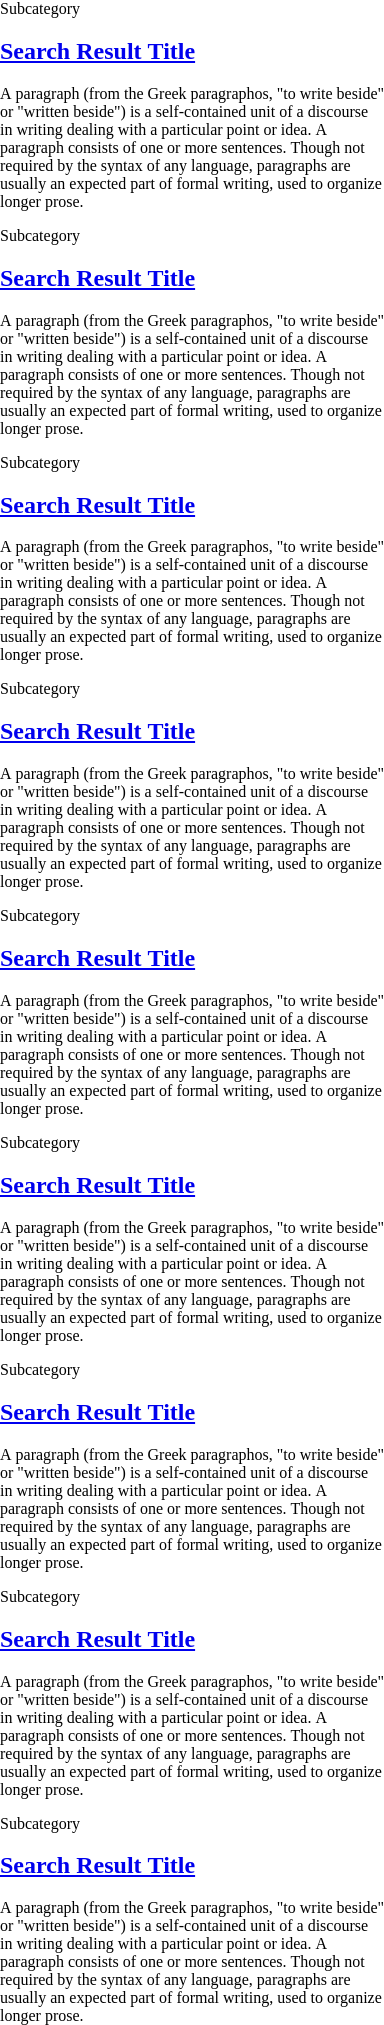 Subcategory
Search Result Title
A paragraph (from the Greek paragraphos, "to write beside"
or "written beside") is a self-contained unit of a discourse
in writing dealing with a particular point or idea. A
paragraph consists of one or more sentences. Though not
required by the syntax of any language, paragraphs are
usually an expected part of formal writing, used to organize
longer prose.
Subcategory
Search Result Title
A paragraph (from the Greek paragraphos, "to write beside"
or "written beside") is a self-contained unit of a discourse
in writing dealing with a particular point or idea. A
paragraph consists of one or more sentences. Though not
required by the syntax of any language, paragraphs are
usually an expected part of formal writing, used to organize
longer prose.
Subcategory
Search Result Title
A paragraph (from the Greek paragraphos, "to write beside"
or "written beside") is a self-contained unit of a discourse
in writing dealing with a particular point or idea. A
paragraph consists of one or more sentences. Though not
required by the syntax of any language, paragraphs are
usually an expected part of formal writing, used to organize
longer prose.
Subcategory
Search Result Title
A paragraph (from the Greek paragraphos, "to write beside"
or "written beside") is a self-contained unit of a discourse
in writing dealing with a particular point or idea. A
paragraph consists of one or more sentences. Though not
required by the syntax of any language, paragraphs are
usually an expected part of formal writing, used to organize
longer prose.
Subcategory
Search Result Title
A paragraph (from the Greek paragraphos, "to write beside"
or "written beside") is a self-contained unit of a discourse
in writing dealing with a particular point or idea. A
paragraph consists of one or more sentences. Though not
required by the syntax of any language, paragraphs are
usually an expected part of formal writing, used to organize
longer prose.
Subcategory
Search Result Title
A paragraph (from the Greek paragraphos, "to write beside"
or "written beside") is a self-contained unit of a discourse
in writing dealing with a particular point or idea. A
paragraph consists of one or more sentences. Though not
required by the syntax of any language, paragraphs are
usually an expected part of formal writing, used to organize
longer prose.
Subcategory
Search Result Title
A paragraph (from the Greek paragraphos, "to write beside"
or "written beside") is a self-contained unit of a discourse
in writing dealing with a particular point or idea. A
paragraph consists of one or more sentences. Though not
required by the syntax of any language, paragraphs are
usually an expected part of formal writing, used to organize
longer prose.
Subcategory
Search Result Title
A paragraph (from the Greek paragraphos, "to write beside"
or "written beside") is a self-contained unit of a discourse
in writing dealing with a particular point or idea. A
paragraph consists of one or more sentences. Though not
required by the syntax of any language, paragraphs are
usually an expected part of formal writing, used to organize
longer prose.
Subcategory
Search Result Title
A paragraph (from the Greek paragraphos, "to write beside"
or "written beside") is a self-contained unit of a discourse
in writing dealing with a particular point or idea. A
paragraph consists of one or more sentences. Though not
required by the syntax of any language, paragraphs are
usually an expected part of formal writing, used to organize
longer prose.